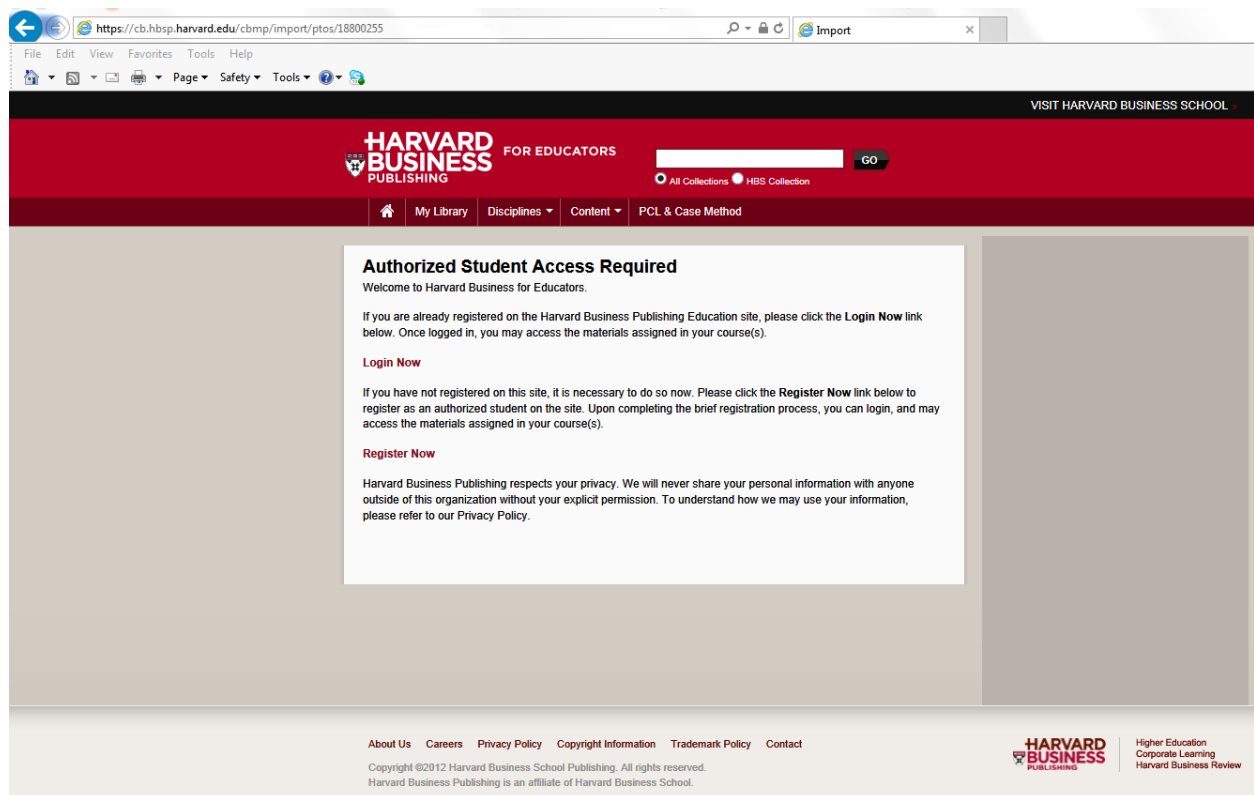 https://cb.hbsp.harvard.edu/cbmp/import/ptos/18800255
Import
File Edit View Favorites Tools Help
Page Safety Tools
VISIT HARVARD BUSINESS SCHOOL »
HARVARD
BUSINESS
PUBLISHING
FOR EDUCATORS
GO
All Collections HBS Collection
My Library Disciplines Content PCL & Case Method
Authorized Student Access Required
Welcome to Harvard Business for Educators.
If you are already registered on the Harvard Business Publishing Education site, please click the Login Now link
below. Once logged in, you may access the materials assigned in your course(s).
Login Now
If you have not registered on this site, it is necessary to do so now. Please click the Register Now link below to
register as an authorized student on the site. Upon completing the brief registration process, you can login, and may
access the materials assigned in your course(s).
Register Now
Harvard Business Publishing respects your privacy. We will never share your personal information with anyone
outside of this organization without your explicit permission. To understand how we may use your information,
please refer to our Privacy Policy.
About Us Careers Privacy Policy Copyright Information Trademark Policy Contact
Copyright ©2012 Harvard Business School Publishing. All rights reserved.
Harvard Business Publishing is an affiliate of Harvard Business School.
HARVARD
BUSINESS
PUBLISHING
Higher Education
Corporate Learning
Harvard Business Review